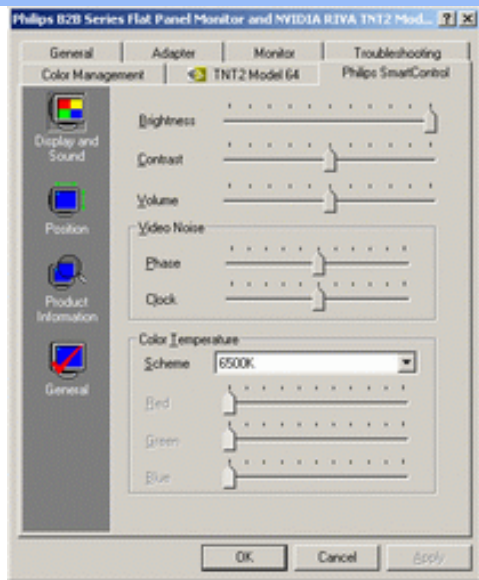 Philips B2B Series Flat Panel Monitor and NVIDIA RIVA TNT2 Mod...
General Adapter Monitor Troubleshooting
Color Management TNT2 Model 64 Philips SmartControl
Display and Sound
Position
Product Information
General
Brightness
Contrast
Volume
Video Noise
Phase
Clock
Color Temperature
Scheme 6500K
Red
Green
Blue
OK Cancel Apply